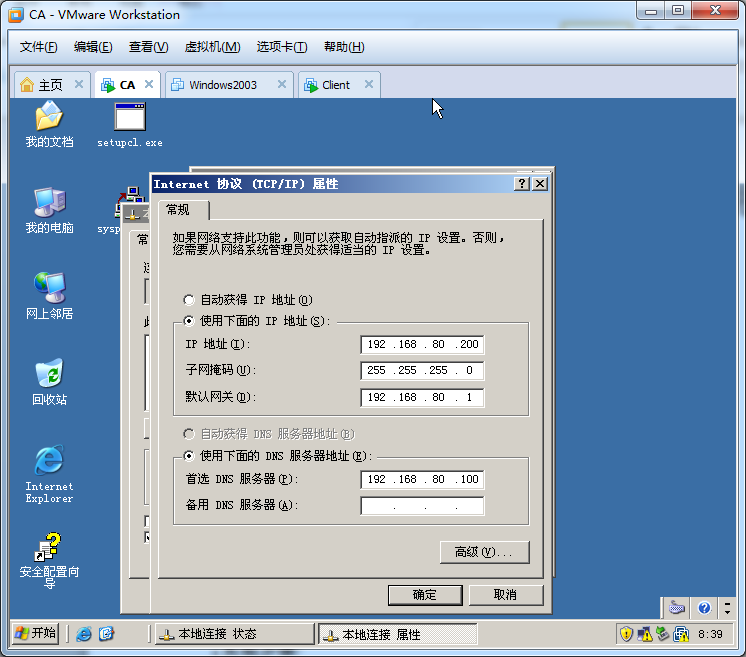 CA - VMware Workstation
文件(F) 编辑(E) 查看(V) 虚拟机(M) 选项卡(T) 帮助(H)
主页 CA Windows2003 Client
我的文档
setupcl.exe
我的电脑
sysp
网上邻居
回收站
Internet
Explorer
安全配置向
导
常
Internet 协议 (TCP/IP) 属性
常规
如果网络支持此功能,则可以获取自动指派的 IP 设置。否则,
您需要从网络系统管理员处获得适当的 IP 设置。
自动获得 IP 地址(O)
使用下面的 IP 地址(S):
IP 地址(I): 192 .168 . 80 .200
子网掩码(U): 255 .255 .255 . 0
默认网关(D): 192 .168 . 80 . 1
自动获得 DNS 服务器地址(B)
使用下面的 DNS 服务器地址(E):
首选 DNS 服务器(P): 192 .168 . 80 .100
备用 DNS 服务器(A): . . .
高级(V)...
确定 取消
开始 本地连接 状态 本地连接 属性 8:39